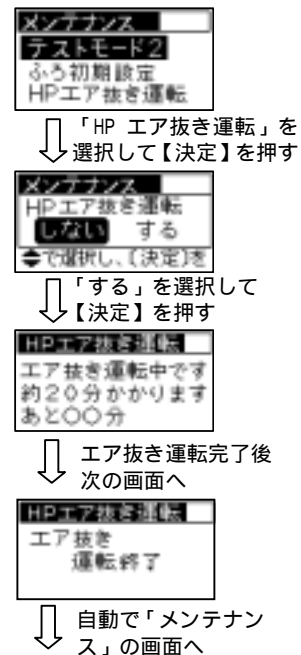 メンテナンス
テストモード2
ふろ初期設定
HPエア抜き運転
「HP エア抜き運転」を
選択して【決定】を押す
メンテナンス
HPエア抜き運転
しない する
◆で選択し、【決定】を
「する」を選択して
【決定】を押す
HPエア抜き運転
エア抜き運転中です
約20分かかります
あと〇〇分
エア抜き運転完了後
次の画面へ
HPエア抜き運転
エア抜き
運転終了
自動で「メンテナン
ス」の画面へ